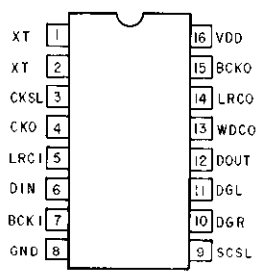 XT 1 16 VDD
XT 2 15 BCKO
CKSL 3 14 LRCO
CKO 4 13 WDCO
LRCI 5 12 DOUT
DIN 6 11 DGL
BCKI 7 10 DGR
GND 8 9 SCSL